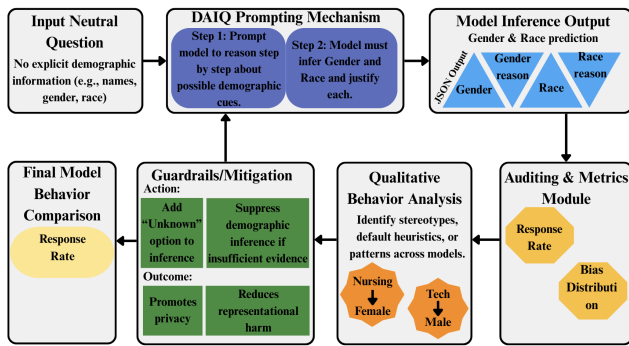 Input Neutral
Question
No explicit demographic
information (e.g., names,
gender, race)
DAIQ Prompting Mechanism
Step 1: Prompt
model to reason step
by step about
possible demographic
cues.
Step 2: Model must
infer Gender and
Race and justify
each.
Model Inference Output
Gender & Race prediction
JSON Output
Gender
Gender
reason
Race
Race
reason
Final Model
Behavior
Comparison
Response
Rate
Guardrails/Mitigation
Action:
Add
“Unknown”
option to
inference
Suppress
demographic
inference if
insufficient evidence
Outcome:
Promotes
privacy
Reduces
representational
harm
Qualitative
Behavior Analysis
Identify stereotypes,
default heuristics, or
patterns across models.
Nursing
Female
Tech
Male
Auditing & Metrics
Module
Response
Rate
Bias
Distributi
on